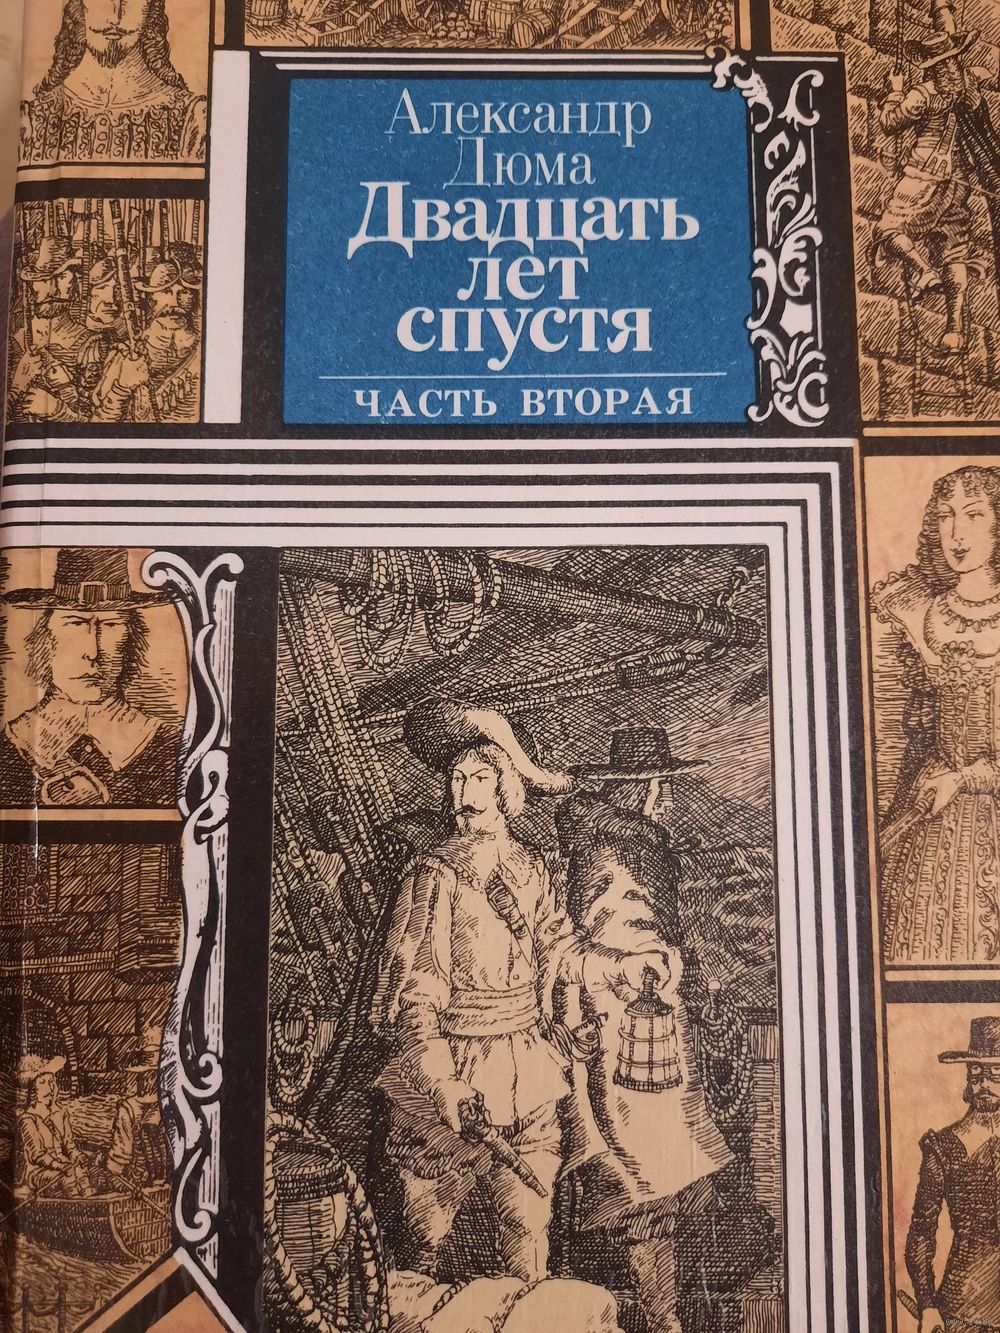 Александр
Дюма
Двадцать
лет
спустя
ЧАСТЬ ВТОРАЯ